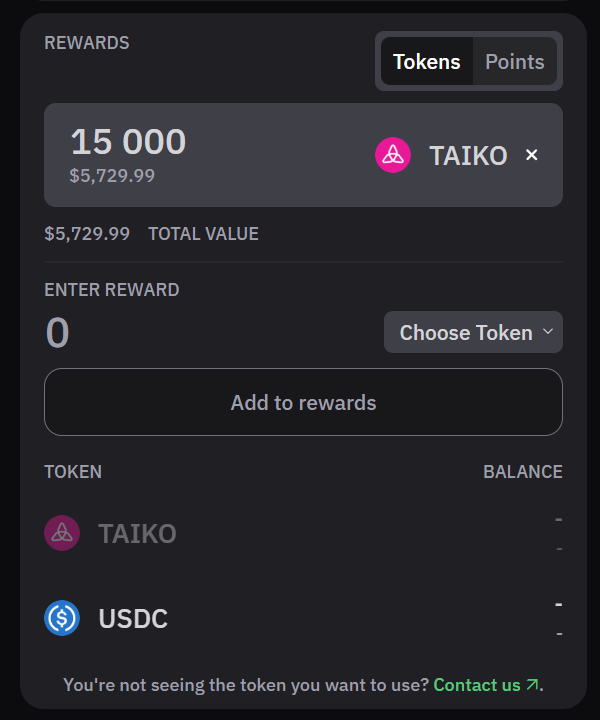 REWARDS
Tokens Points
15 000
TAIKO ×
$5,729.99
$5,729.99 TOTAL VALUE
ENTER REWARD
0
Choose Token
Add to rewards
TOKEN BALANCE
TAIKO -
-
USDC -
-
You're not seeing the token you want to use? Contact us ↗.